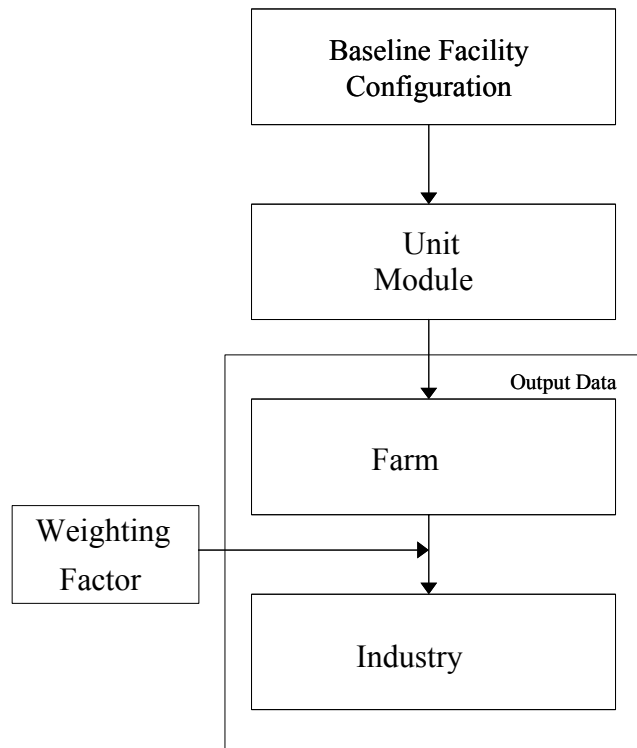 Baseline Facility
Configuration
Unit
Module
Output Data
Farm
Weighting
Factor
Industry